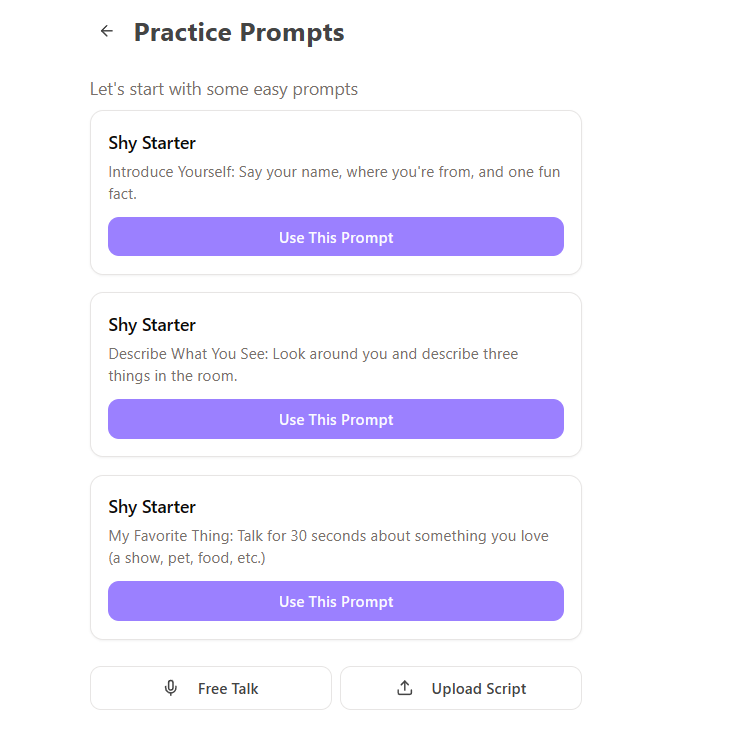 Practice Prompts
Let's start with some easy prompts
Shy Starter
Introduce Yourself: Say your name, where you're from, and one fun
fact.
Use This Prompt
Shy Starter
Describe What You See: Look around you and describe three
things in the room.
Use This Prompt
Shy Starter
My Favorite Thing: Talk for 30 seconds about something you love
(a show, pet, food, etc.)
Use This Prompt
Free Talk
Upload Script